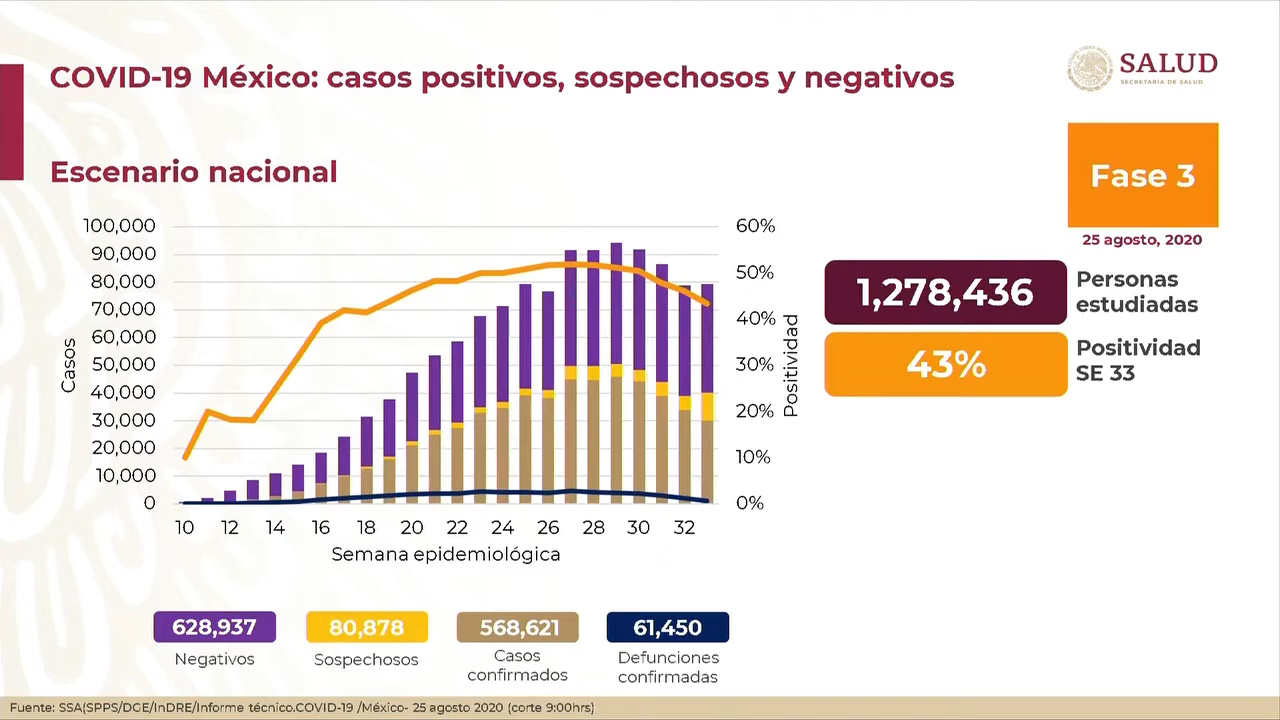 COVID-19 México: casos positivos, sospechosos y negativos
SALUD
SECRETARÍA DE SALUD
Escenario nacional
Fase 3
25 agosto, 2020
1,278,436
Personas
estudiadas
43%
Positividad
SE 33
Casos
100,000
90,000
80,000
70,000
60,000
50,000
40,000
30,000
20,000
10,000
0
60%
50%
40%
30%
20%
10%
0%
Positividad
10 12 14 16 18 20 22 24 26 28 30 32
Semana epidemiológica
628,937
Negativos
80,878
Sospechosos
568,621
Casos
confirmados
61,450
Defunciones
confirmadas
Fuente: SSA(SPPS/DGE/InDRE/Informe técnico.COVID-19 /México- 25 agosto 2020 (corte 9:00hrs)